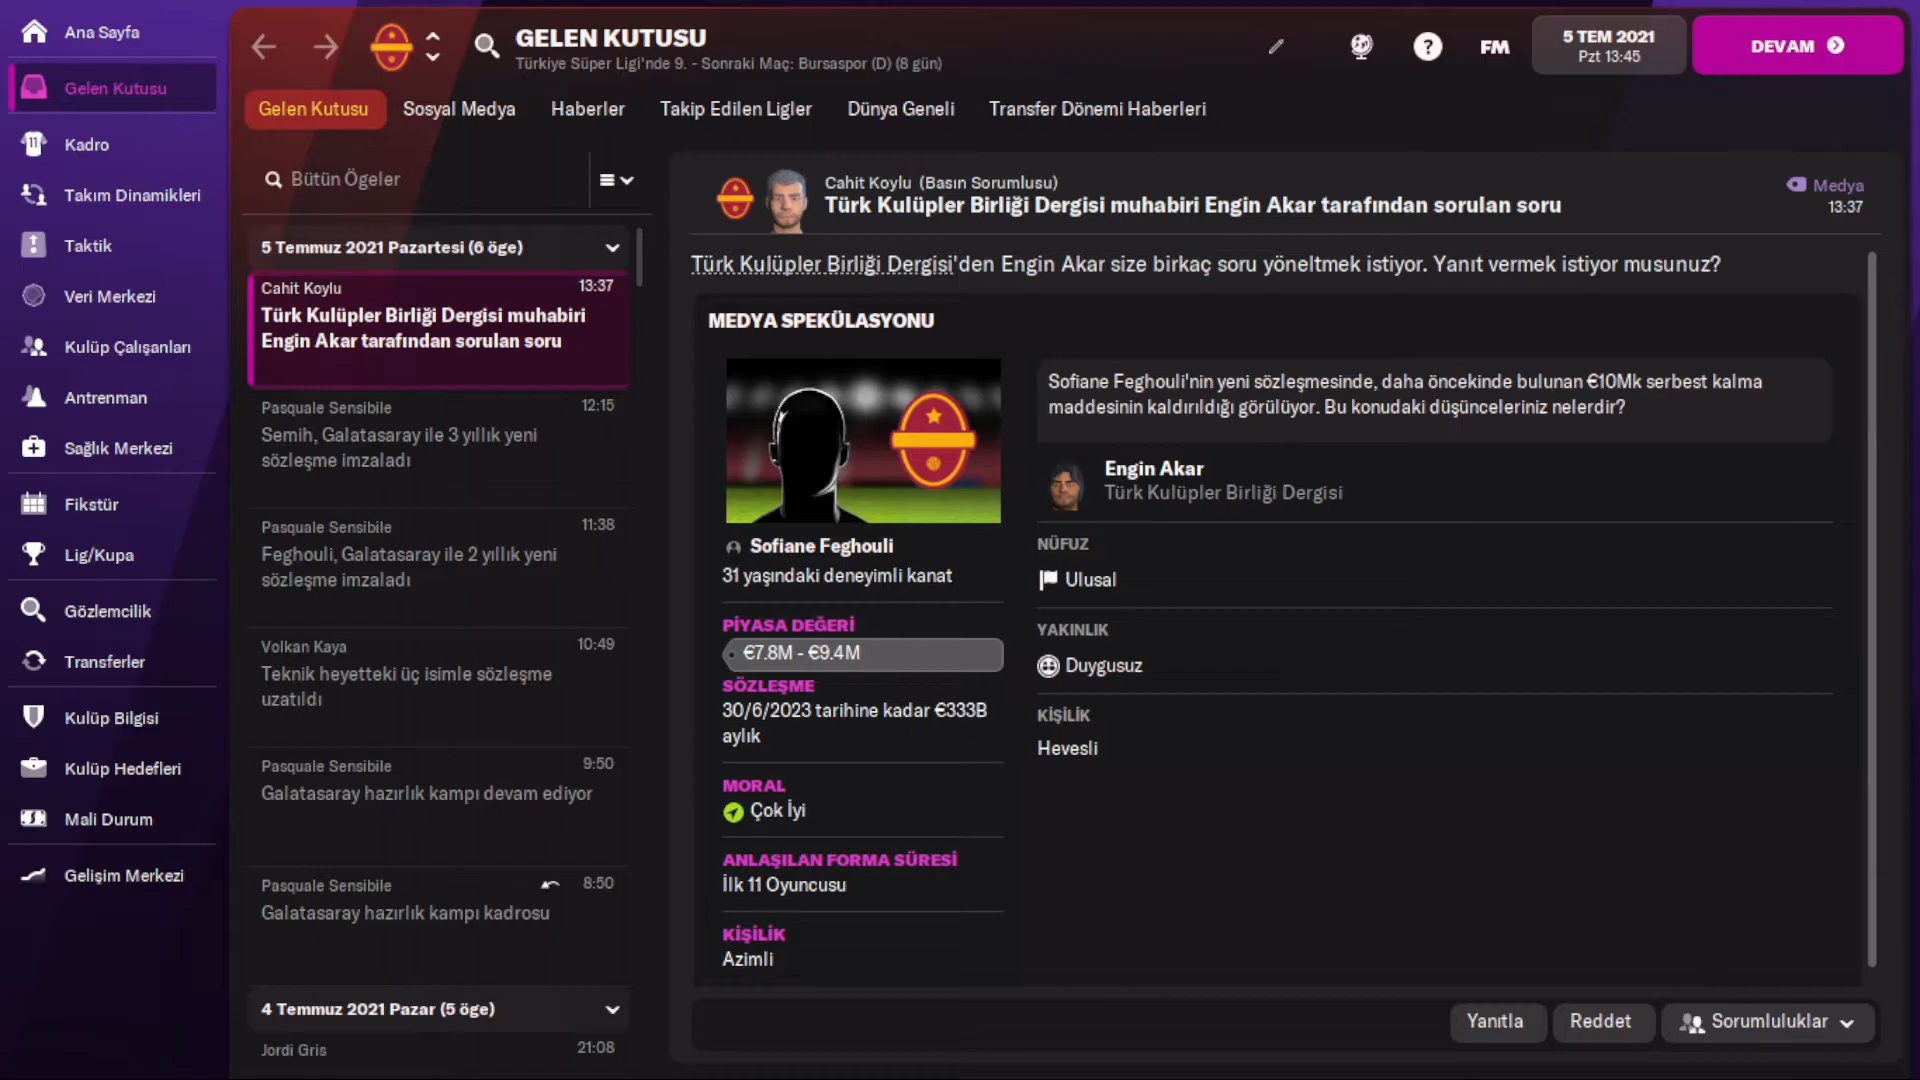 Ana Sayfa
Gelen Kutusu
Kadro
Takım Dinamikleri
Taktik
Veri Merkezi
Kulüp Çalışanları
Antrenman
Sağlık Merkezi
Fikstür
Lig/Kupa
Gözlemcilik
Transferler
Kulüp Bilgisi
Kulüp Hedefleri
Mali Durum
Gelişim Merkezi
GELEN KUTUSU
Türkiye Süper Ligi'nde 9. - Sonraki Maç: Bursaspor (D) (8 gün)
?
FM
5 TEM 2021
Pzt 13:45
DEVAM
Gelen Kutusu
Sosyal Medya
Haberler
Takip Edilen Ligler
Dünya Geneli
Transfer Dönemi Haberleri
Bütün Ögeler
5 Temmuz 2021 Pazartesi (6 öge)
Cahit Koylu 13:37
Türk Kulüpler Birliği Dergisi muhabiri
Engin Akar tarafından sorulan soru
Pasquale Sensibile 12:15
Semih, Galatasaray ile 3 yıllık yeni
sözleşme imzaladı
Pasquale Sensibile 11:38
Feghouli, Galatasaray ile 2 yıllık yeni
sözleşme imzaladı
Volkan Kaya 10:49
Teknik heyetteki üç isimle sözleşme
uzatıldı
Pasquale Sensibile 9:50
Galatasaray hazırlık kampı devam ediyor
Pasquale Sensibile 8:50
Galatasaray hazırlık kampı kadrosu
4 Temmuz 2021 Pazar (5 öge)
Jordi Gris 21:08
Cahit Koylu (Basın Sorumlusu)
Türk Kulüpler Birliği Dergisi muhabiri Engin Akar tarafından sorulan soru
Medya
13:37
Türk Kulüpler Birliği Dergisi'den Engin Akar size birkaç soru yöneltmek istiyor. Yanıt vermek istiyor musunuz?
MEDYA SPEKÜLASYONU
Sofiane Feghouli
31 yaşındaki deneyimli kanat
PİYASA DEĞERİ
€7.8M - €9.4M
SÖZLEŞME
30/6/2023 tarihine kadar €333B
aylık
MORAL
Çok İyi
ANLAŞILAN FORMA SÜRESİ
İlk 11 Oyuncusu
KİŞİLİK
Azimli
Sofiane Feghouli'nin yeni sözleşmesinde, daha öncekinde bulunan €10Mk serbest kalma
maddesinin kaldırıldığı görülüyor. Bu konudaki düşünceleriniz nelerdir?
Engin Akar
Türk Kulüpler Birliği Dergisi
NÜFUZ
Ulusal
YAKINLIK
Duygusuz
KİŞİLİK
Hevesli
Yanıtla
Reddet
Sorumluluklar